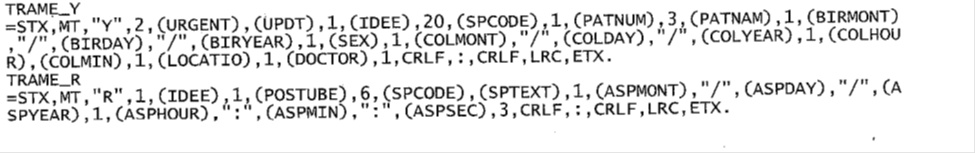 TRAME_Y
=STX,MT,"Y",2,(URGENT),(UPDT),1,(IDEE),20,(SPCODE),1,(PATNUM),3,(PATNAM),1,(BIRMONT)
,"/",(BIRDAY),"/",(BIRYEAR),1,(SEX),1,(COLMONT),"/",(COLDAY),"/",(COLYEAR),1,(COLHOU
R),(COLMIN),1,(LOCATIO),1,(DOCTOR),1,CRLF,:,CRLF,LRC,ETX.
TRAME_R
=STX,MT,"R",1,(IDEE),1,(POSTUBE),6,(SPCODE),(SPTEXT),1,(ASPMONT),"/",(ASPDAY),"/",(A
SPYEAR),1,(ASPHOUR),":",(ASPMIN),":",(ASPSEC),3,CRLF,:,CRLF,LRC,ETX.